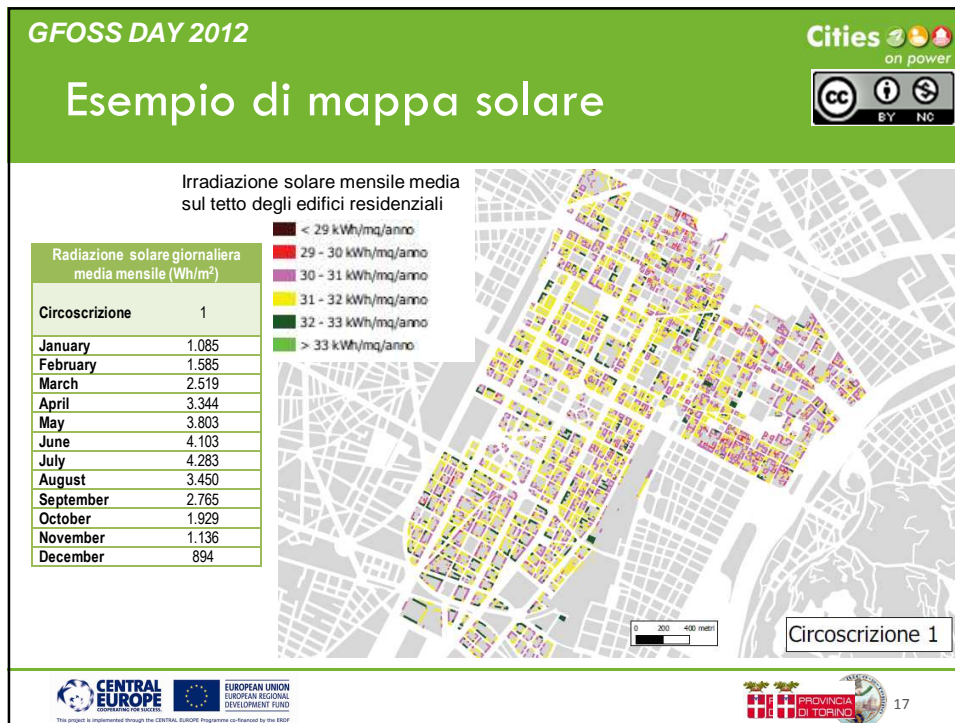 GFOSS DAY 2012
Cities
on power
Esempio di mappa solare
cc
BY NC
Irradiazione solare mensile media
sul tetto degli edifici residenziali
< 29 kWh/mq/anno
29 - 30 kWh/mq/anno
30 - 31 kWh/mq/anno
31 - 32 kWh/mq/anno
32 - 33 kWh/mq/anno
> 33 kWh/mq/anno
Radiazione solare giornaliera
media mensile (Wh/m²)
Circoscrizione 1
January 1.085
February 1.585
March 2.519
April 3.344
May 3.803
June 4.103
July 4.283
August 3.450
September 2.765
October 1.929
November 1.136
December 894
0 200 400 metri
Circoscrizione 1
CENTRAL
EUROPE
COOPERATING FOR SUCCESS.
EUROPEAN UNION
EUROPEAN REGIONAL
DEVELOPMENT FUND
This project is implemented through the CENTRAL EUROPE Programme co-financed by the ERDF
PROVINCIA
DI TORINO
17